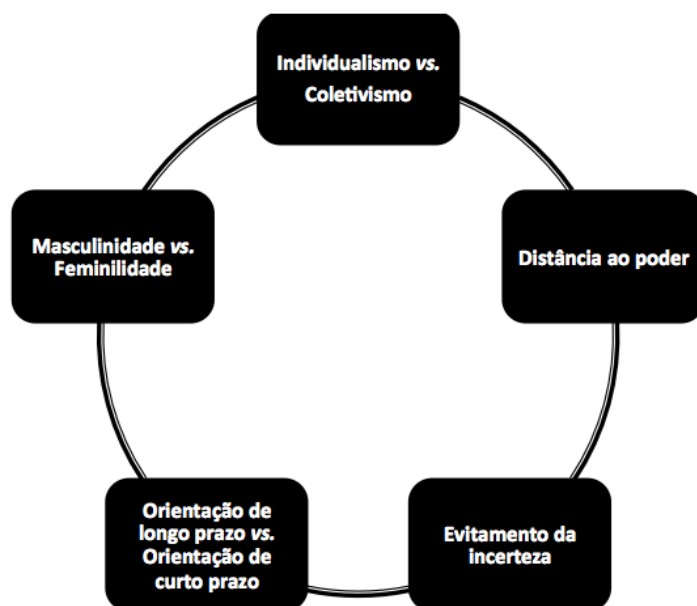 Individualismo vs.
Coletivismo
Masculinidade vs.
Feminilidade
Distância ao poder
Orientação de
longo prazo vs.
Orientação de
curto prazo
Evitamento da
incerteza